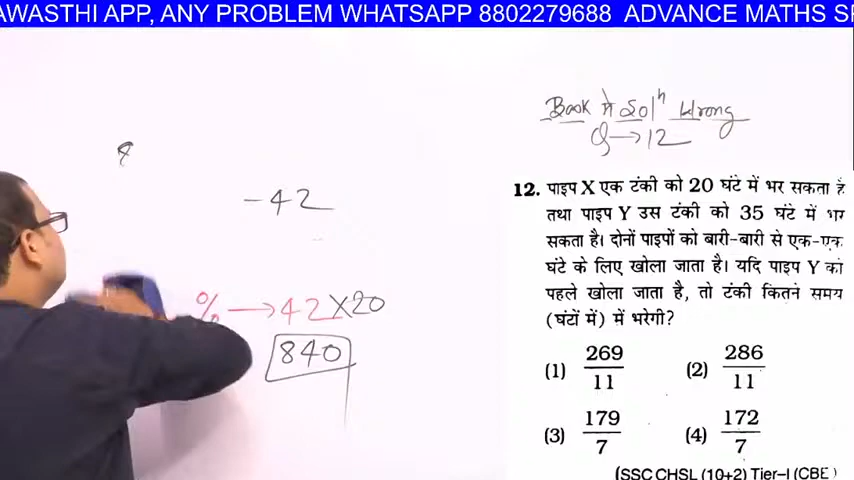 AWASTHI APP, ANY PROBLEM WHATSAPP 8802279688 ADVANCE MATHS SP
Book में Solⁿ Wrong
Q → 12
-42
% → 42×20
840
12. पाइप X एक टंकी को 20 घंटे में भर सकता है
तथा पाइप Y उस टंकी को 35 घंटे में भर
सकता है। दोनों पाइपों को बारी-बारी से एक-एक
घंटे के लिए खोला जाता है। यदि पाइप Y को
पहले खोला जाता है, तो टंकी कितने समय
(घंटों में) में भरेगी?
(1) 269/11 (2) 286/11
(3) 179/7 (4) 172/7
(SSC CHSL (10+2) Tier-I (CBE)